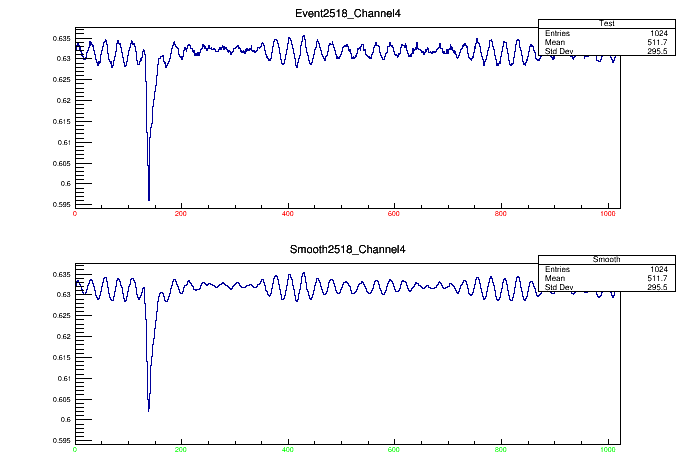 Event2518_Channel4
Test
Entries 1024
Mean 511.7
Std Dev 295.5
0.635
0.63
0.625
0.62
0.615
0.61
0.605
0.6
0.595
0 200 400 600 800 1000
Smooth2518_Channel4
Smooth
Entries 1024
Mean 511.7
Std Dev 295.5
0.635
0.63
0.625
0.62
0.615
0.61
0.605
0.6
0.595
0 200 400 600 800 1000